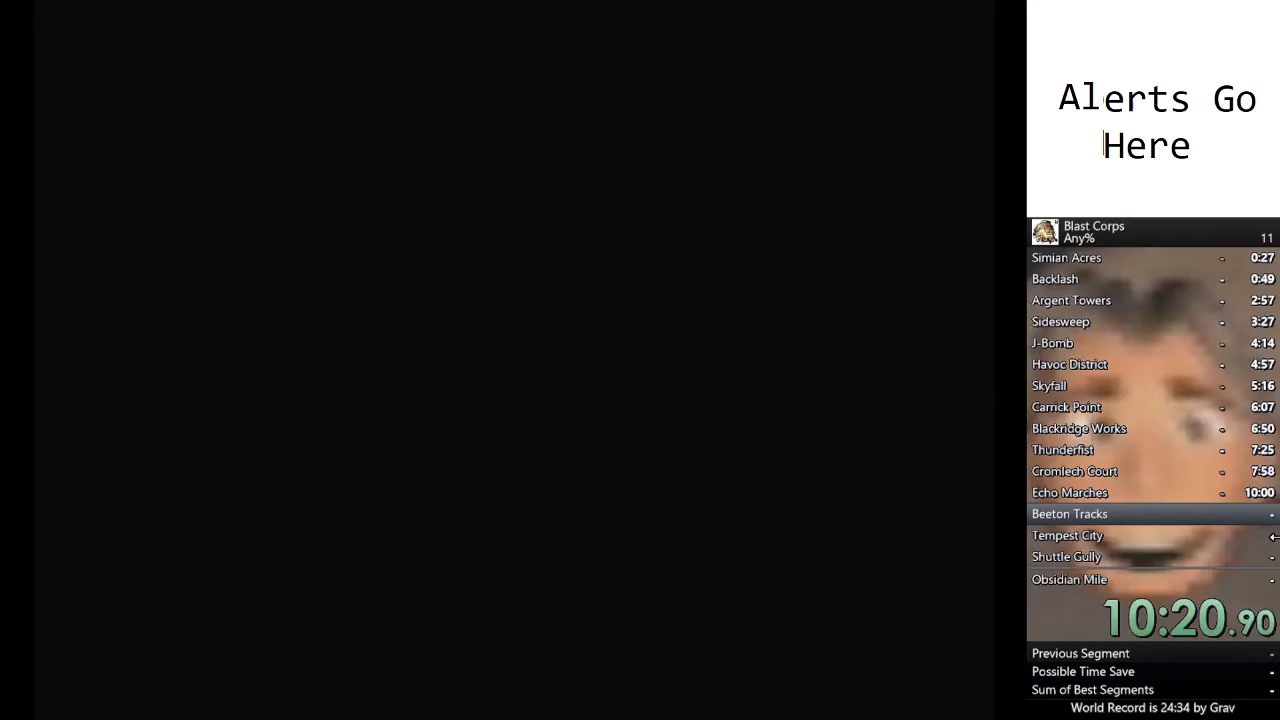 Alerts Go
Here
Blast Corps
Any% 11
Simian Acres - 0:27
Backlash - 0:49
Argent Towers - 2:57
Sidesweep - 3:27
J-Bomb - 4:14
Havoc District - 4:57
Skyfall - 5:16
Carrick Point - 6:07
Blackridge Works - 6:50
Thunderfist - 7:25
Cromlech Court - 7:58
Echo Marches - 10:00
Beeton Tracks -
Tempest City
Shuttle Gully -
Obsidian Mile -
10:20.90
Previous Segment -
Possible Time Save -
Sum of Best Segments -
World Record is 24:34 by Grav